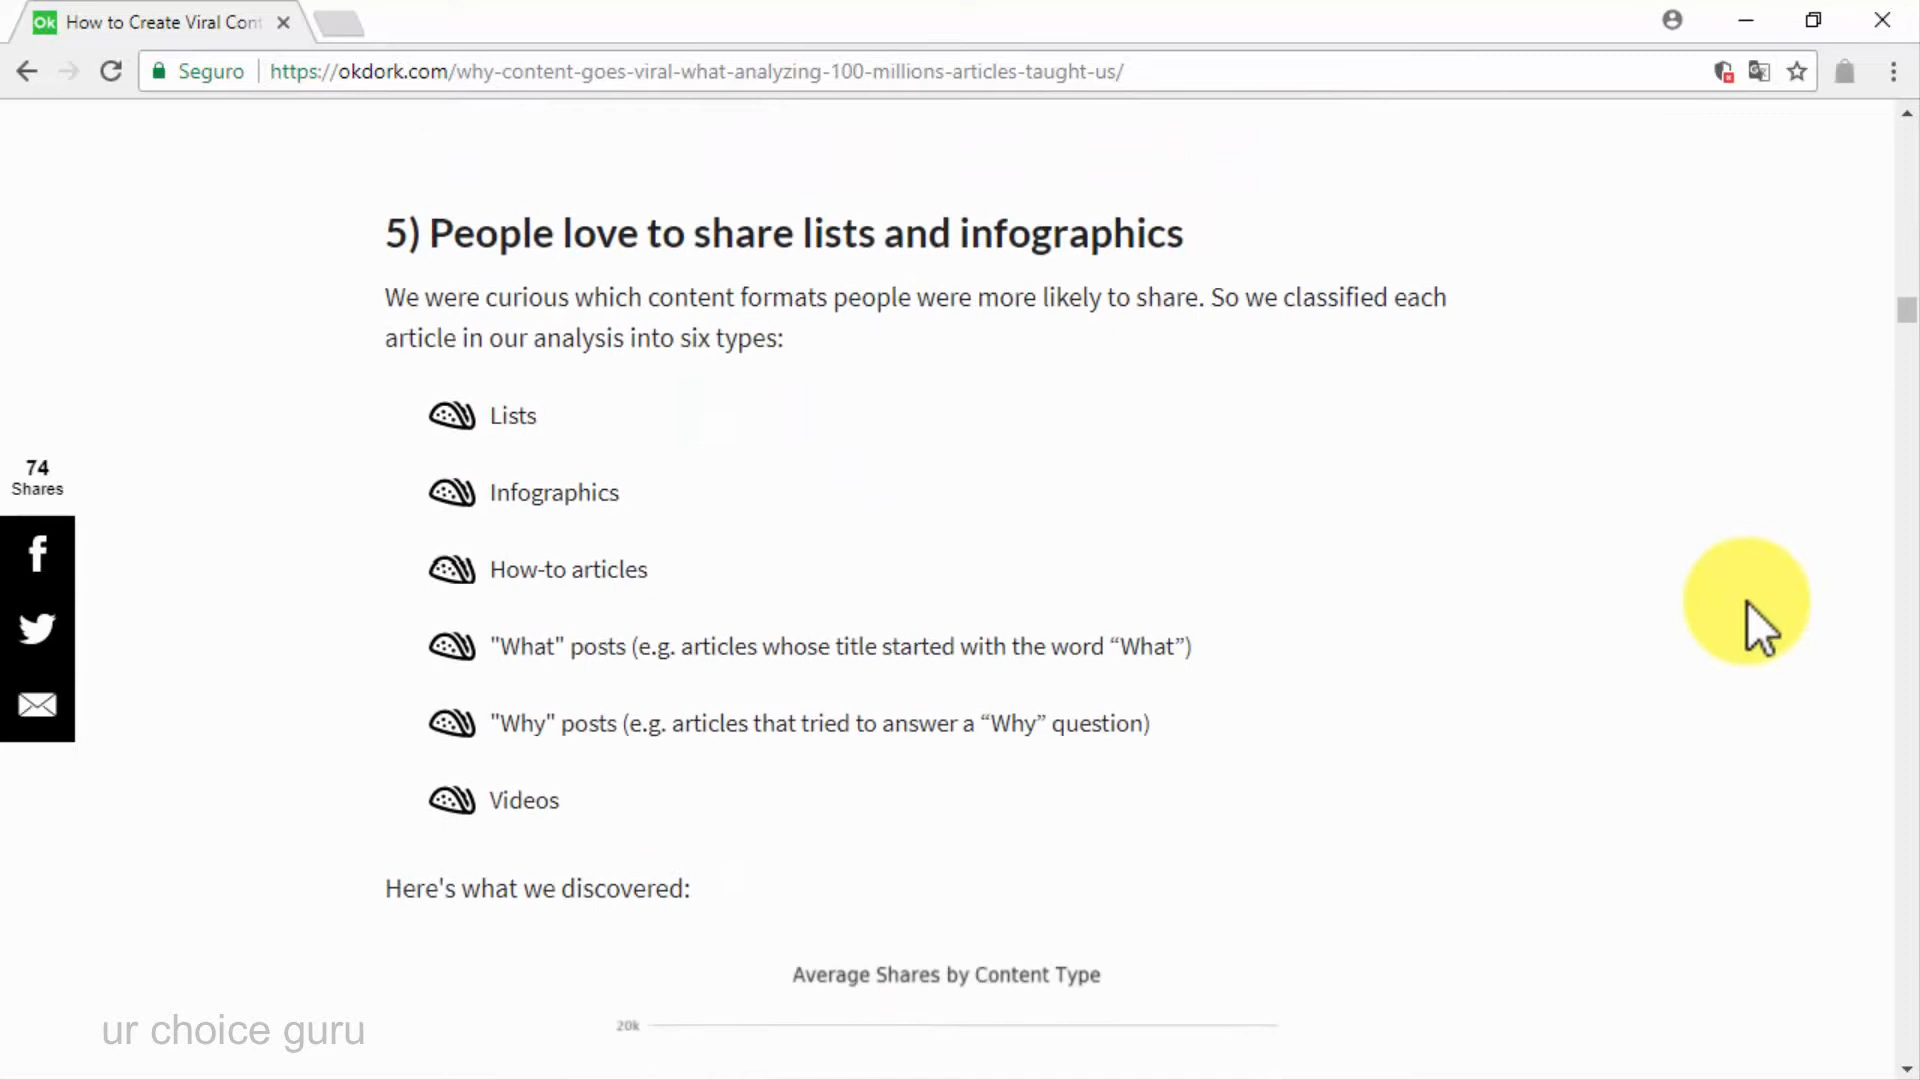 Ok How to Create Viral Cont
Seguro https://okdork.com/why-content-goes-viral-what-analyzing-100-millions-articles-taught-us/
5) People love to share lists and infographics
We were curious which content formats people were more likely to share. So we classified each
article in our analysis into six types:
Lists
Infographics
How-to articles
"What" posts (e.g. articles whose title started with the word “What”)
"Why" posts (e.g. articles that tried to answer a “Why” question)
Videos
74
Shares
Here's what we discovered:
Average Shares by Content Type
20k
ur choice guru